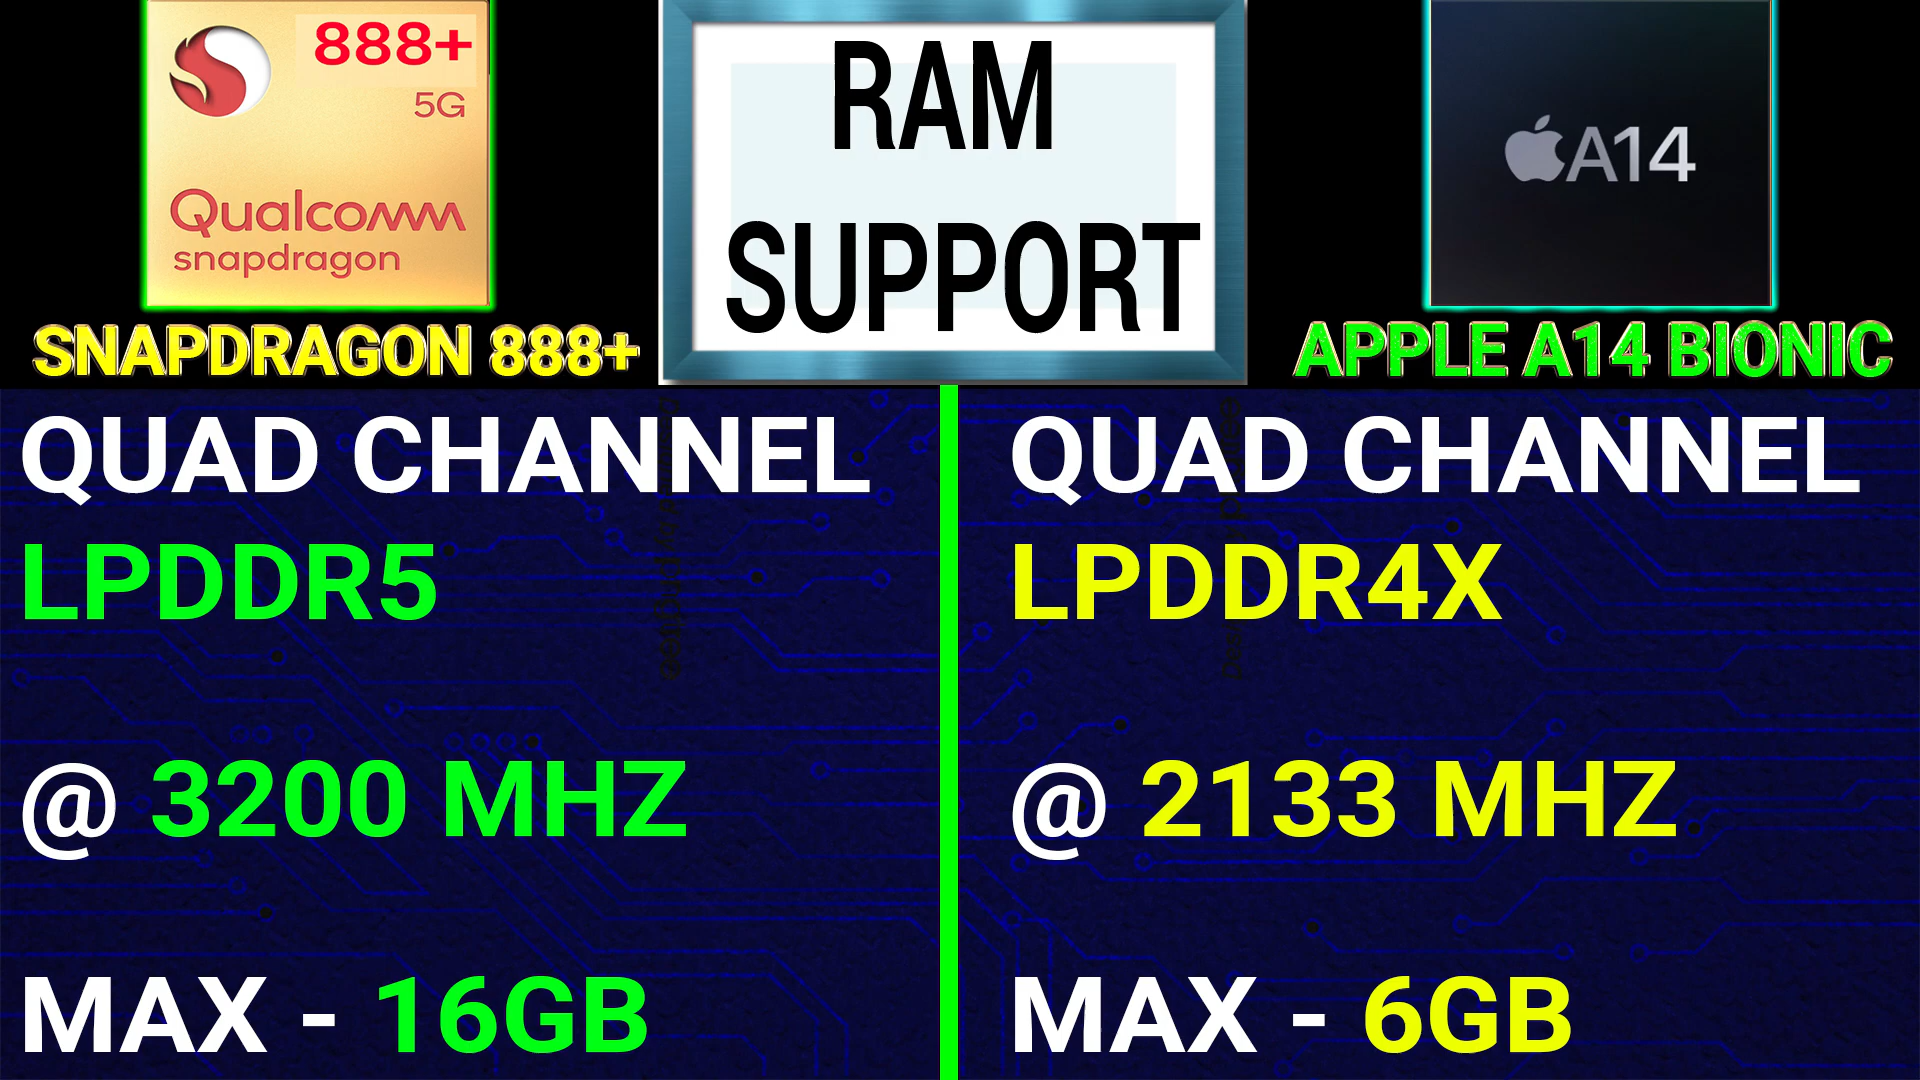 888+
5G
Qualcomm
snapdragon
SNAPDRAGON 888+
RAM
SUPPORT
A14
APPLE A14 BIONIC
QUAD CHANNEL
LPDDR5
@ 3200 MHZ
MAX - 16GB
QUAD CHANNEL
LPDDR4X
@ 2133 MHZ
MAX - 6GB